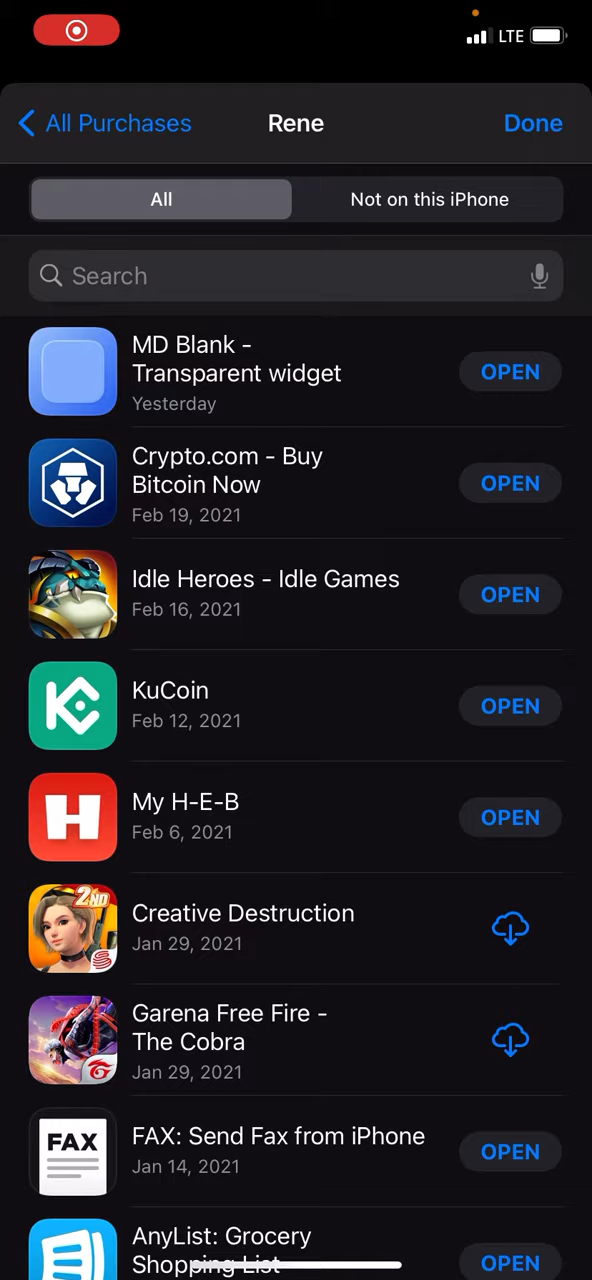 LTE
All Purchases
Rene
Done
All
Not on this iPhone
Search
MD Blank -
Transparent widget
Yesterday
OPEN
Crypto.com - Buy
Bitcoin Now
Feb 19, 2021
OPEN
Idle Heroes - Idle Games
Feb 16, 2021
OPEN
KuCoin
Feb 12, 2021
OPEN
H
My H-E-B
Feb 6, 2021
OPEN
2ND
Creative Destruction
Jan 29, 2021
Garena Free Fire -
The Cobra
Jan 29, 2021
FAX
FAX: Send Fax from iPhone
Jan 14, 2021
OPEN
AnyList: Grocery
Shopping List
OPEN